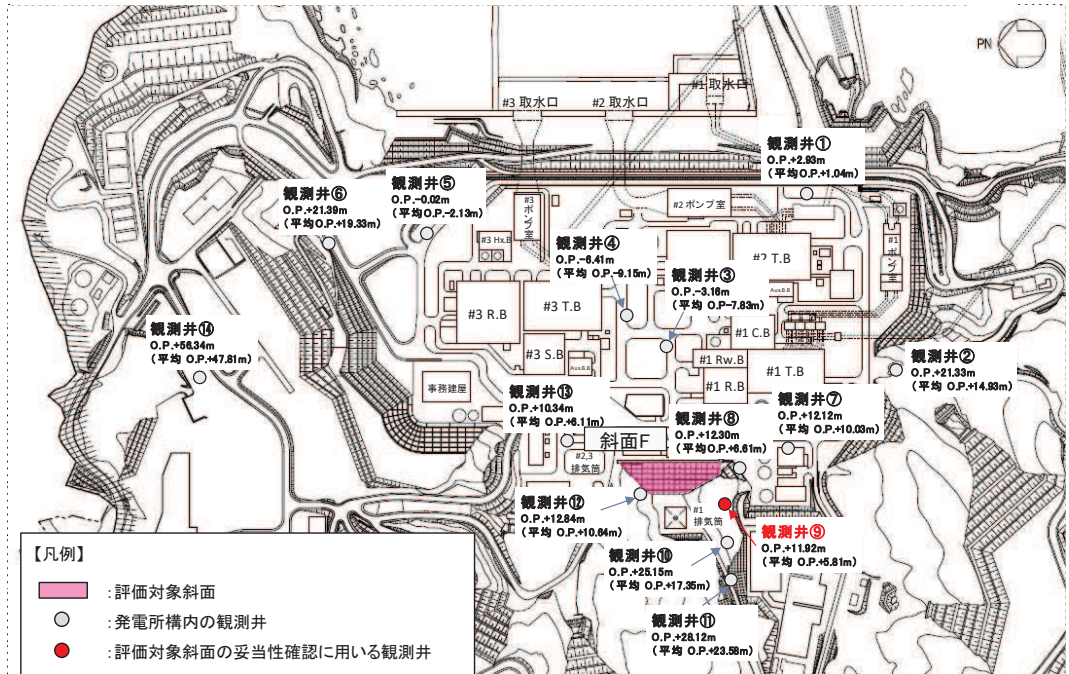 PN
#1 取水口
#3 取水口
#2 取水口
観測井①
O.P.+2.93m
(平均O.P.+1.04m)
観測井⑤
O.P.-0.02m
(平均O.P.-2.13m)
観測井⑥
O.P.+21.39m
(平均O.P.+19.33m)
#3
ポンプ
室
#2 ポンプ室
#1
ポンプ
室
#3 Hx.B
観測井④
O.P.-6.41m
(平均 O.P.-9.15m)
#2 T.B
観測井③
O.P.-3.16m
(平均 O.P-7.83m)
Aux.B.B
#3 R.B
#3 T.B
#1 C.B
観測井⑭
O.P.+56.34m
(平均 O.P.+47.81m)
#3 S.B
Aux.B.B
#1 Rw.B
#1 T.B
#1 R.B
観測井②
O.P.+21.33m
(平均 O.P.+14.93m)
事務建屋
観測井⑬
O.P.+10.34m
(平均 O.P.+6.11m)
観測井⑦
O.P.+12.12m
(平均 O.P.+10.03m)
観測井⑧
O.P.+12.30m
(平均 O.P.+6.61m)
斜面F
#2,3
排気筒
観測井⑫
O.P.+12.84m
(平均 O.P.+10.64m)
#1
排気筒
観測井⑨
O.P.+11.92m
(平均 O.P.+5.81m)
観測井⑩
O.P.+25.15m
(平均 O.P.+17.35m)
観測井⑪
O.P.+28.12m
(平均 O.P.+23.58m)
【凡例】
:評価対象斜面
:発電所構内の観測井
:評価対象斜面の妥当性確認に用いる観測井